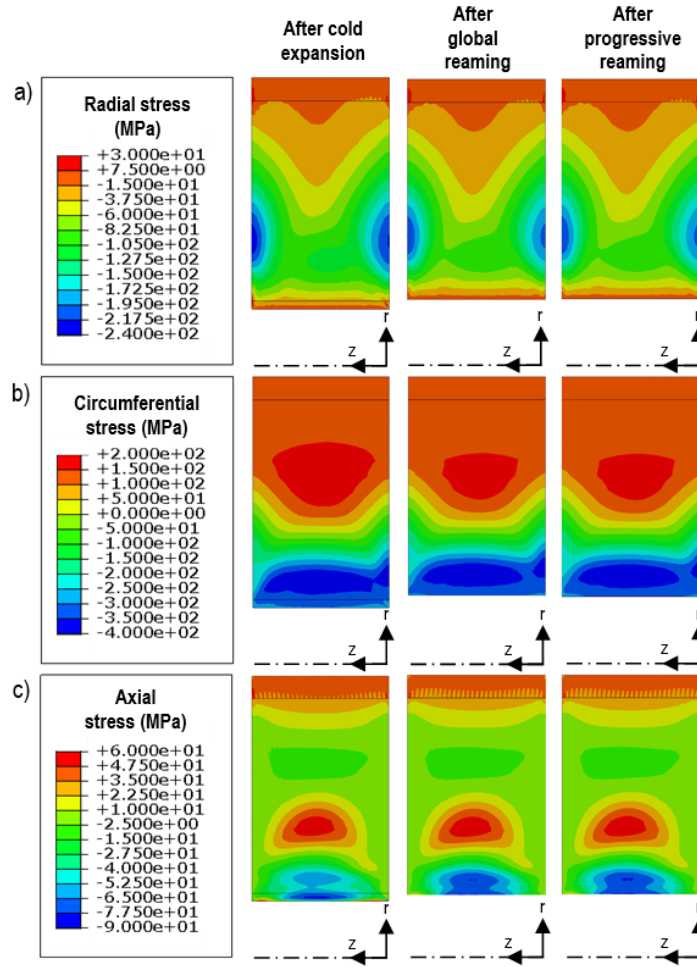 After cold
expansion
After
global
reaming
After
progressive
reaming
a)
Radial stress
(MPa)
+3.000e+01
+7.500e+00
-1.500e+01
-3.750e+01
-6.000e+01
-8.250e+01
-1.050e+02
-1.275e+02
-1.500e+02
-1.725e+02
-1.950e+02
-2.175e+02
-2.400e+02
r
z
r
z
r
z
b)
Circumferential
stress (MPa)
+2.000e+02
+1.500e+02
+1.000e+02
+5.000e+01
+0.000e+00
-5.000e+01
-1.000e+02
-1.500e+02
-2.000e+02
-2.500e+02
-3.000e+02
-3.500e+02
-4.000e+02
r
z
r
z
r
z
c)
Axial
stress (MPa)
+6.000e+01
+4.750e+01
+3.500e+01
+2.250e+01
+1.000e+01
-2.500e+00
-1.500e+01
-2.750e+01
-4.000e+01
-5.250e+01
-6.500e+01
-7.750e+01
-9.000e+01
r
z
r
z
r
z